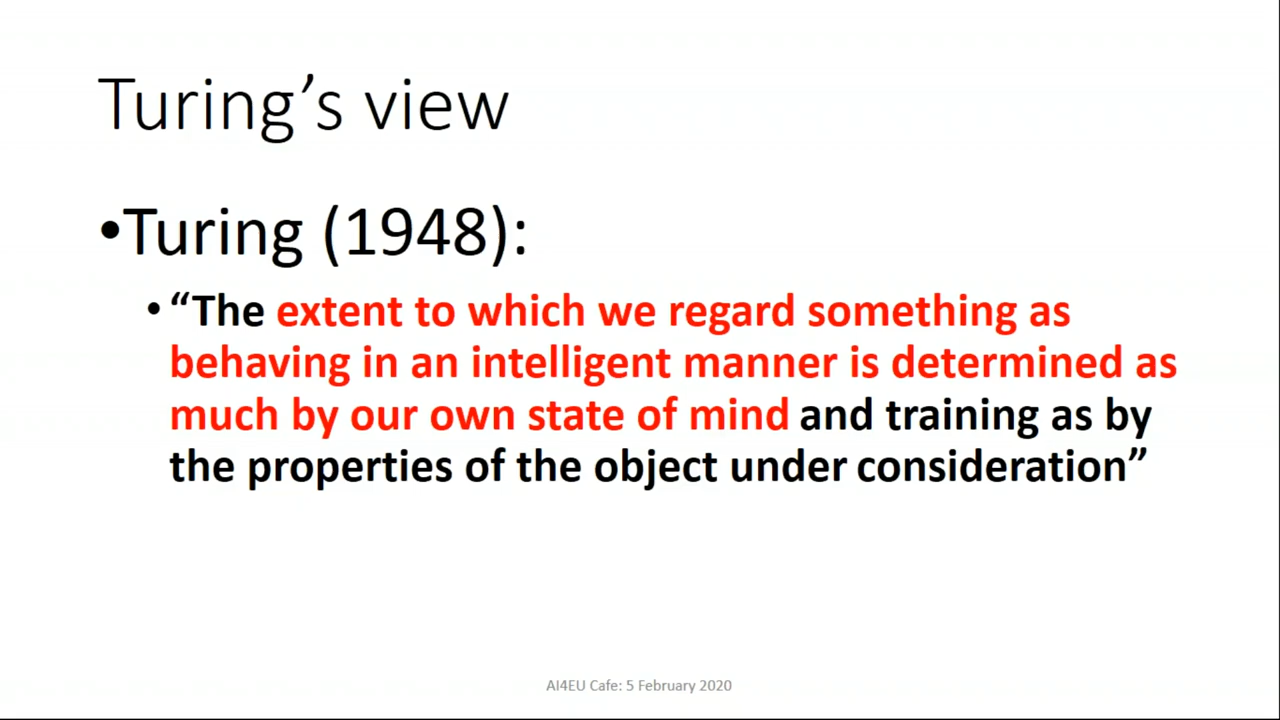 Turing’s view
•Turing (1948):
• “The extent to which we regard something as
behaving in an intelligent manner is determined as
much by our own state of mind and training as by
the properties of the object under consideration”
AI4EU Cafe: 5 February 2020